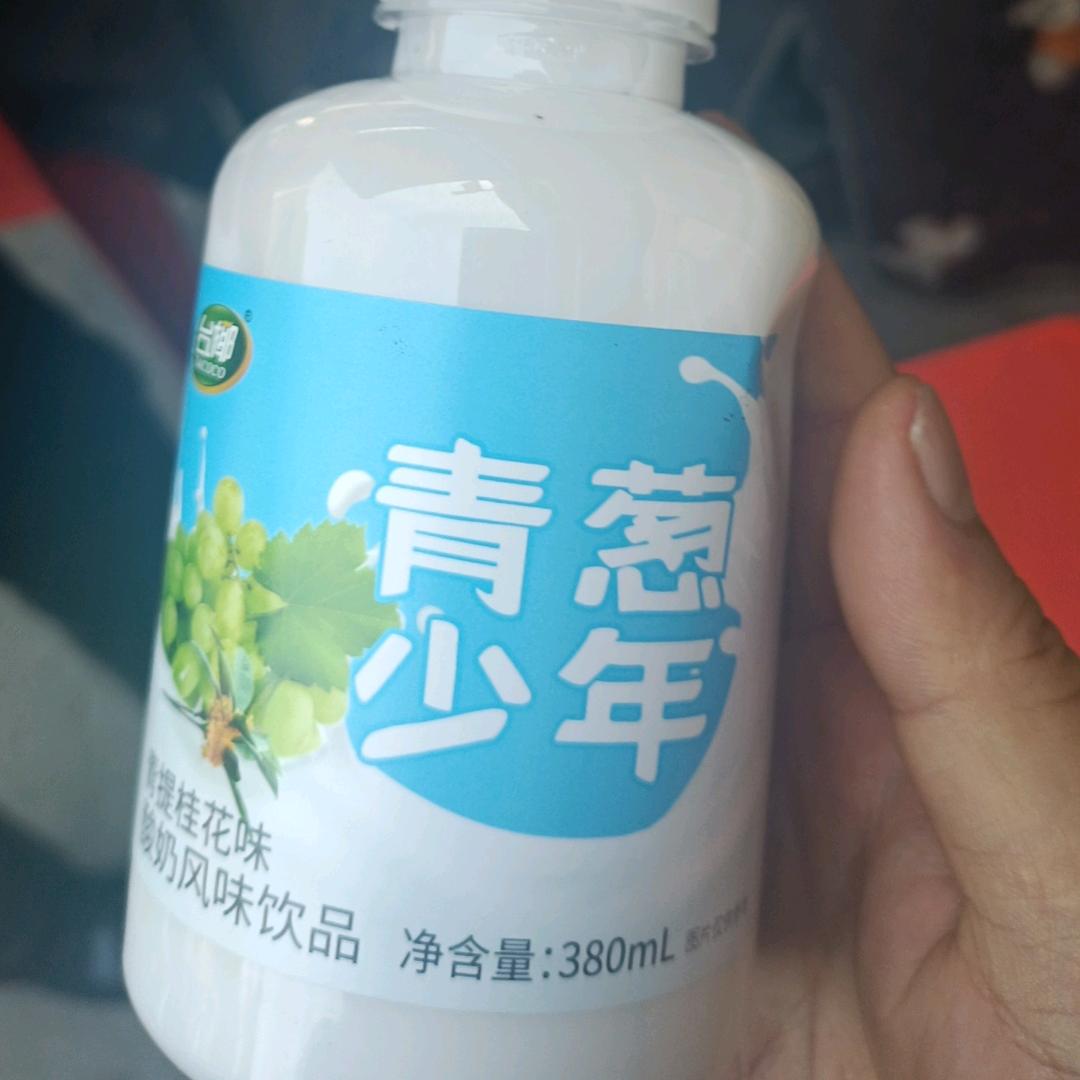 台椰
青葱
少年
青提桂花味
酸奶风味饮品
净含量:380mL